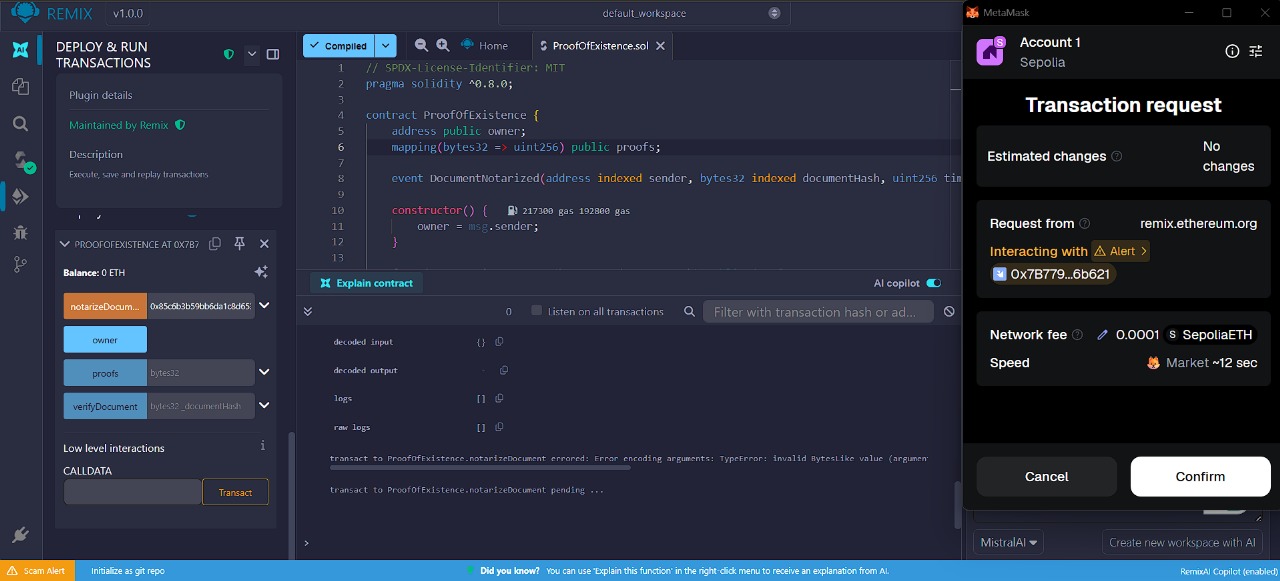 REMIX v1.0.0
default_workspace
DEPLOY & RUN
TRANSACTIONS
Plugin details
Maintained by Remix
Description
Execute, save and replay transactions
PROOFOFEXISTENCE AT 0X7B7
Balance: 0 ETH
notarizeDocum... 0x85c6b3b59bb6da1c8d65
owner
proofs bytes32
verifyDocument bytes32 _documentHash
Low level interactions i
CALLDATA
Transact
Compiled Home ProofOfExistence.sol
1 // SPDX-License-Identifier: MIT
2 pragma solidity ^0.8.0;
3
4 contract ProofOfExistence {
5 address public owner;
6 mapping(bytes32 => uint256) public proofs;
7
8 event DocumentNotarized(address indexed sender, bytes32 indexed documentHash, uint256 tim
9
10 constructor() { 217300 gas 192800 gas
11 owner = msg.sender;
12 }
13
Explain contract AI copilot
0 Listen on all transactions Filter with transaction hash or ad...
decoded input {}
decoded output -
logs []
raw logs []
transact to ProofOfExistence.notarizeDocument errored: Error encoding arguments: TypeError: invalid BytesLike value (argumen
transact to ProofOfExistence.notarizeDocument pending ...
>
MetaMask
Account 1
Sepolia
Transaction request
Estimated changes No
changes
Request from remix.ethereum.org
Interacting with Alert >
0x7B779...6b621
Network fee 0.0001 S SepoliaETH
Speed Market ~12 sec
Cancel Confirm
MistralAI Create new workspace with AI
Scam Alert Initialize as git repo Did you know? You can use 'Explain this function' in the right-click menu to receive an explanation from AI. RemixAI Copilot (enabled)